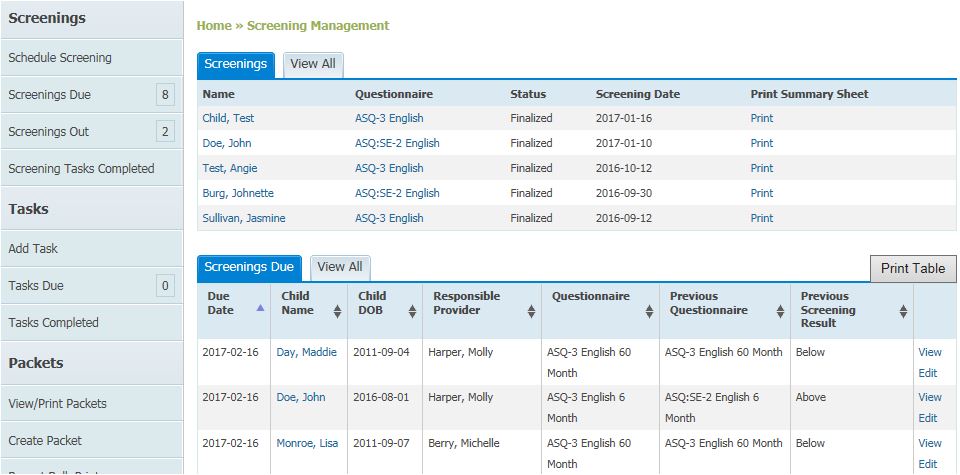 Screenings
Schedule Screening
Screenings Due 8
Screenings Out 2
Screening Tasks Completed
Tasks
Add Task
Tasks Due 0
Tasks Completed
Packets
View/Print Packets
Create Packet
Home » Screening Management
Screenings View All
Name Questionnaire Status Screening Date Print Summary Sheet
Child, Test ASQ-3 English Finalized 2017-01-16 Print
Doe, John ASQ:SE-2 English Finalized 2017-01-10 Print
Test, Angie ASQ-3 English Finalized 2016-10-12 Print
Burg, Johnette ASQ:SE-2 English Finalized 2016-09-30 Print
Sullivan, Jasmine ASQ-3 English Finalized 2016-09-12 Print
Screenings Due View All Print Table
Due Child Child Responsible Questionnaire Previous Previous
Date Name DOB Provider Questionnaire Screening
Result
2017-02-16 Day, Maddie 2011-09-04 Harper, Molly ASQ-3 English 60 ASQ-3 English 60 Month Below View
Month Edit
2017-02-16 Doe, John 2016-08-01 Harper, Molly ASQ-3 English 6 ASQ:SE-2 English 6 Above View
Month Month Edit
2017-02-16 Monroe, Lisa 2011-09-07 Berry, Michelle ASQ-3 English 60 ASQ-3 English 60 Month Below View
Month Edit